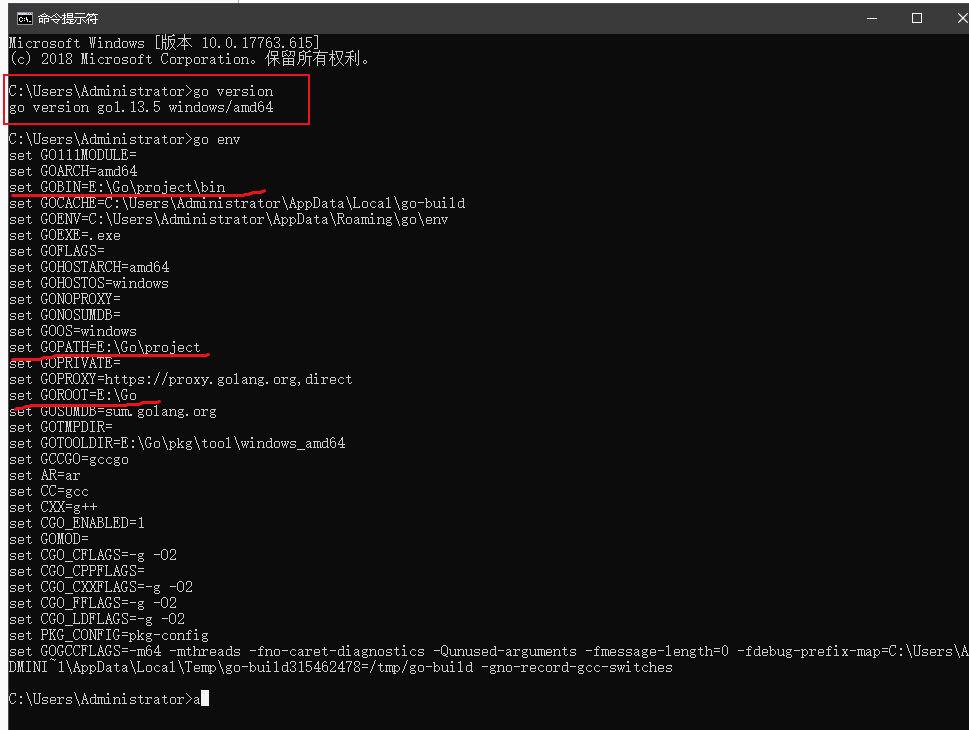 命令提示符
Microsoft Windows [版本 10.0.17763.615]
(c) 2018 Microsoft Corporation。保留所有权利。
C:\Users\Administrator>go version
go version go1.13.5 windows/amd64
C:\Users\Administrator>go env
set GO111MODULE=
set GOARCH=amd64
set GOBIN=E:\Go\project\bin
set GOCACHE=C:\Users\Administrator\AppData\Local\go-build
set GOENV=C:\Users\Administrator\AppData\Roaming\go\env
set GOEXE=.exe
set GOFLAGS=
set GOHOSTARCH=amd64
set GOHOSTOS=windows
set GONOPROXY=
set GONOSUMDB=
set GOOS=windows
set GOPATH=E:\Go\project
set GOPRIVATE=
set GOPROXY=https://proxy.golang.org,direct
set GOROOT=E:\Go
set GOSUMDB=sum.golang.org
set GOTMPDIR=
set GOTOOLDIR=E:\Go\pkg\tool\windows_amd64
set GCCGO=gccgo
set AR=ar
set CC=gcc
set CXX=g++
set CGO_ENABLED=1
set GOMOD=
set CGO_CFLAGS=-g -O2
set CGO_CPPFLAGS=
set CGO_CXXFLAGS=-g -O2
set CGO_FFLAGS=-g -O2
set CGO_LDFLAGS=-g -O2
set PKG_CONFIG=pkg-config
set GOGCCFLAGS=-m64 -mthreads -fno-caret-diagnostics -Qunused-arguments -fmessage-length=0 -fdebug-prefix-map=C:\Users\A
DMINI~1\AppData\Local\Temp\go-build315462478=/tmp/go-build -gno-record-gcc-switches
C:\Users\Administrator>a